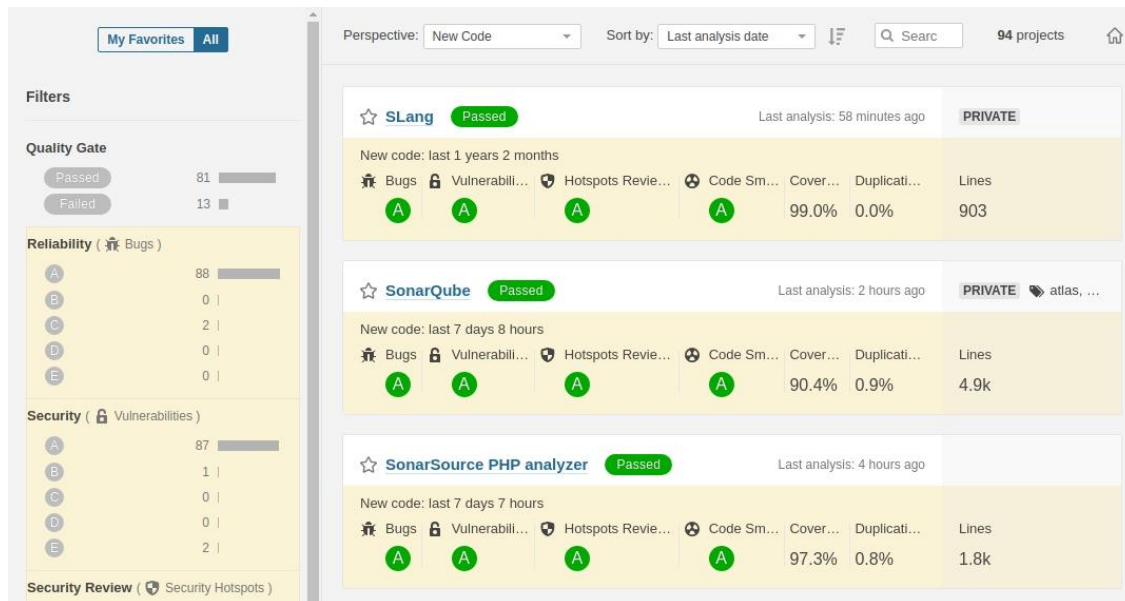 My Favorites All
Perspective: New Code Sort by: Last analysis date Searc 94 projects
Filters
Quality Gate
Passed 81
Failed 13
Reliability ( Bugs )
A 88
B 0
C 2
D 0
E 0
Security ( Vulnerabilities )
A 87
B 1
C 0
D 0
E 2
Security Review ( Security Hotspots )
SLang Passed Last analysis: 58 minutes ago PRIVATE
New code: last 1 years 2 months
Bugs Vulnerabili... Hotspots Revie... Code Sm... Cover... Duplicati... Lines
A A A A 99.0% 0.0% 903
SonarQube Passed Last analysis: 2 hours ago PRIVATE atlas, ...
New code: last 7 days 8 hours
Bugs Vulnerabili... Hotspots Revie... Code Sm... Cover... Duplicati... Lines
A A A A 90.4% 0.9% 4.9k
SonarSource PHP analyzer Passed Last analysis: 4 hours ago
New code: last 7 days 7 hours
Bugs Vulnerabili... Hotspots Revie... Code Sm... Cover... Duplicati... Lines
A A A A 97.3% 0.8% 1.8k